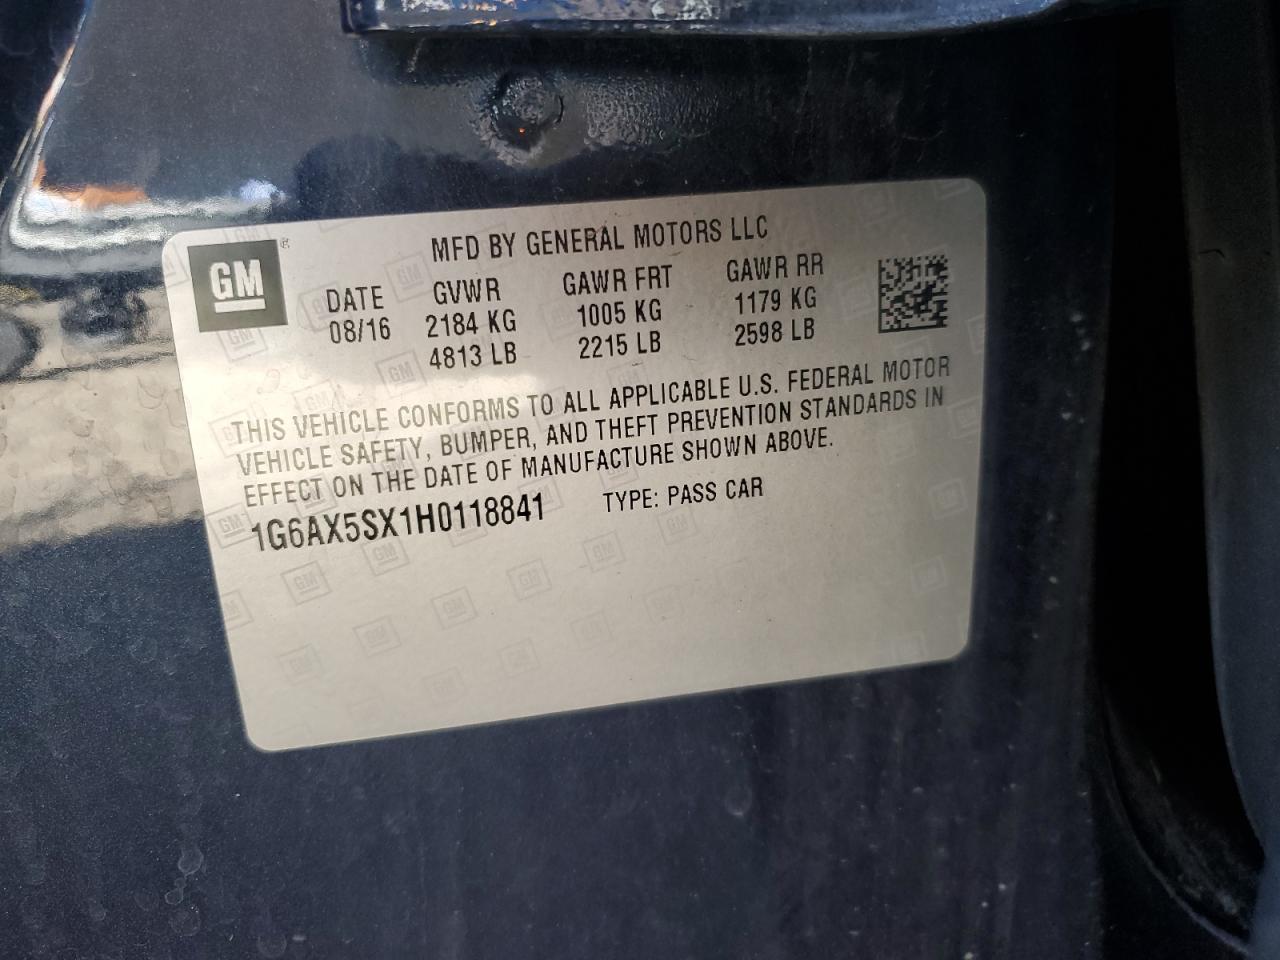 GM
®
MFD BY GENERAL MOTORS LLC
DATE GVWR GAWR FRT GAWR RR
08/16 2184 KG 1005 KG 1179 KG
4813 LB 2215 LB 2598 LB
THIS VEHICLE CONFORMS TO ALL APPLICABLE U.S. FEDERAL MOTOR
VEHICLE SAFETY, BUMPER, AND THEFT PREVENTION STANDARDS IN
EFFECT ON THE DATE OF MANUFACTURE SHOWN ABOVE.
1G6AX5SX1H0118841 TYPE: PASS CAR